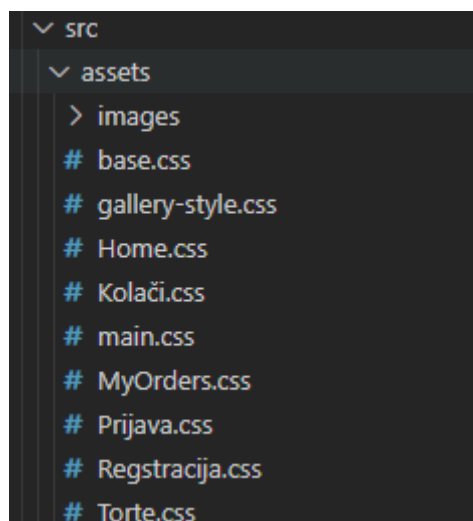 src
assets
images
# base.css
# gallery-style.css
# Home.css
# Kolači.css
# main.css
# MyOrders.css
# Prijava.css
# Regstracija.css
# Torte.css